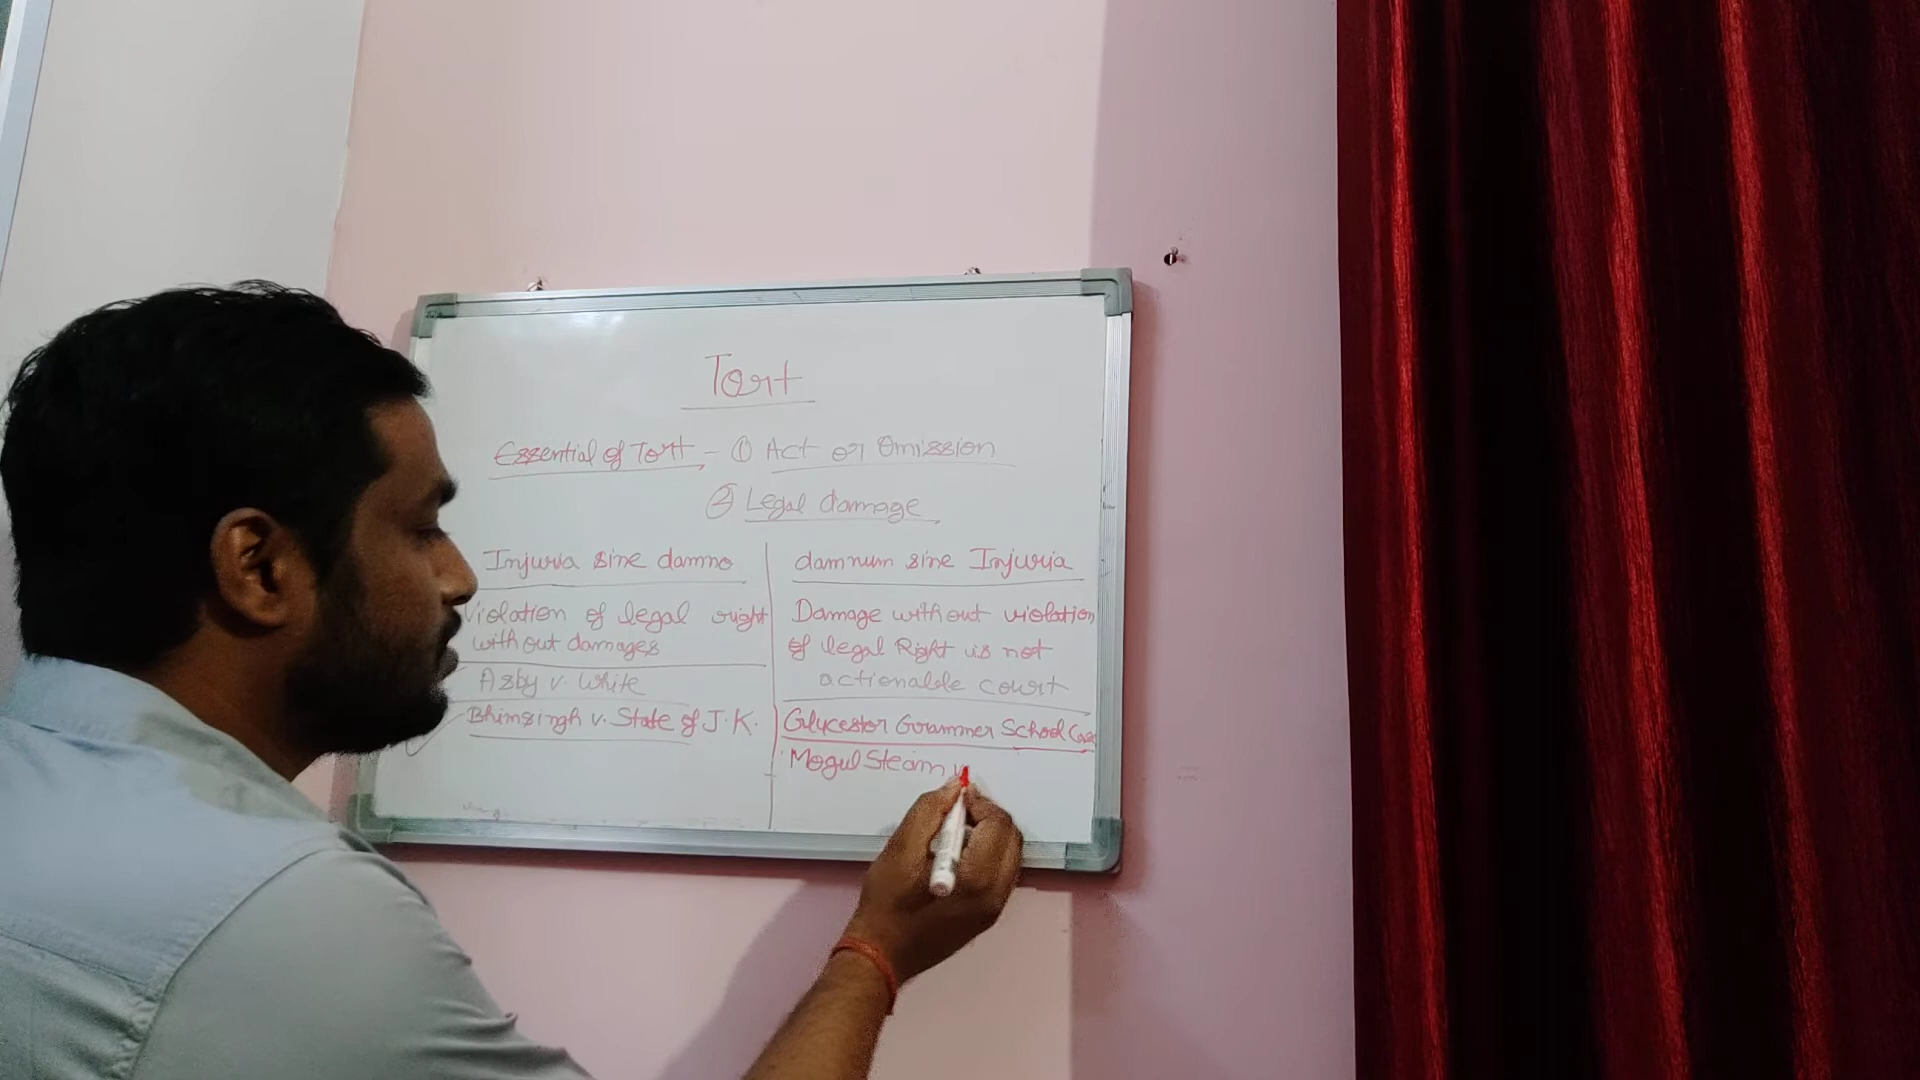 Tort
Essential of Tort - ① Act or Omission
② Legal damage
Injuria sine damno
Violation of legal right
without damages
Asby v. White
Bhimsingh v. State of J.K.
damnum sine Injuria
Damage without violation
of legal Right is not
actionable court
Glucester Grammer School Case
Mogul Steam v